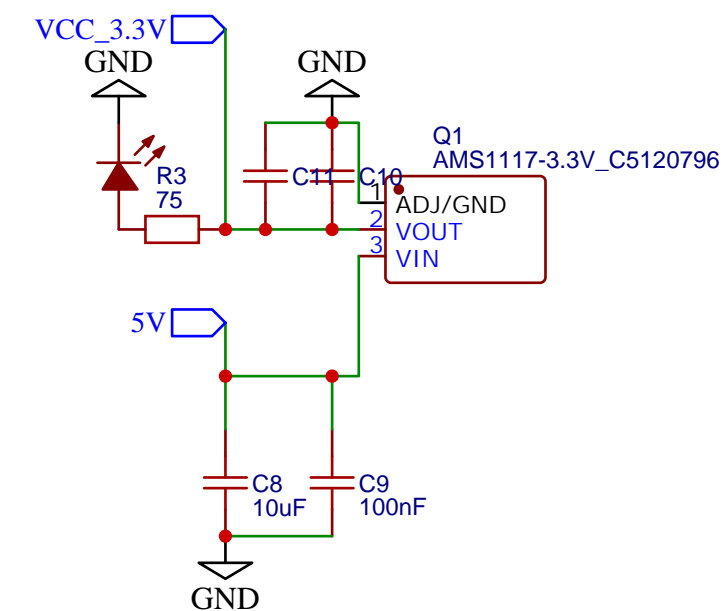 VCC_3.3V
GND
GND
Q1
AMS1117-3.3V_C5120796
R3
75
C11
C10
1
ADJ/GND
2
VOUT
3
VIN
5V
C8
10uF
C9
100nF
GND